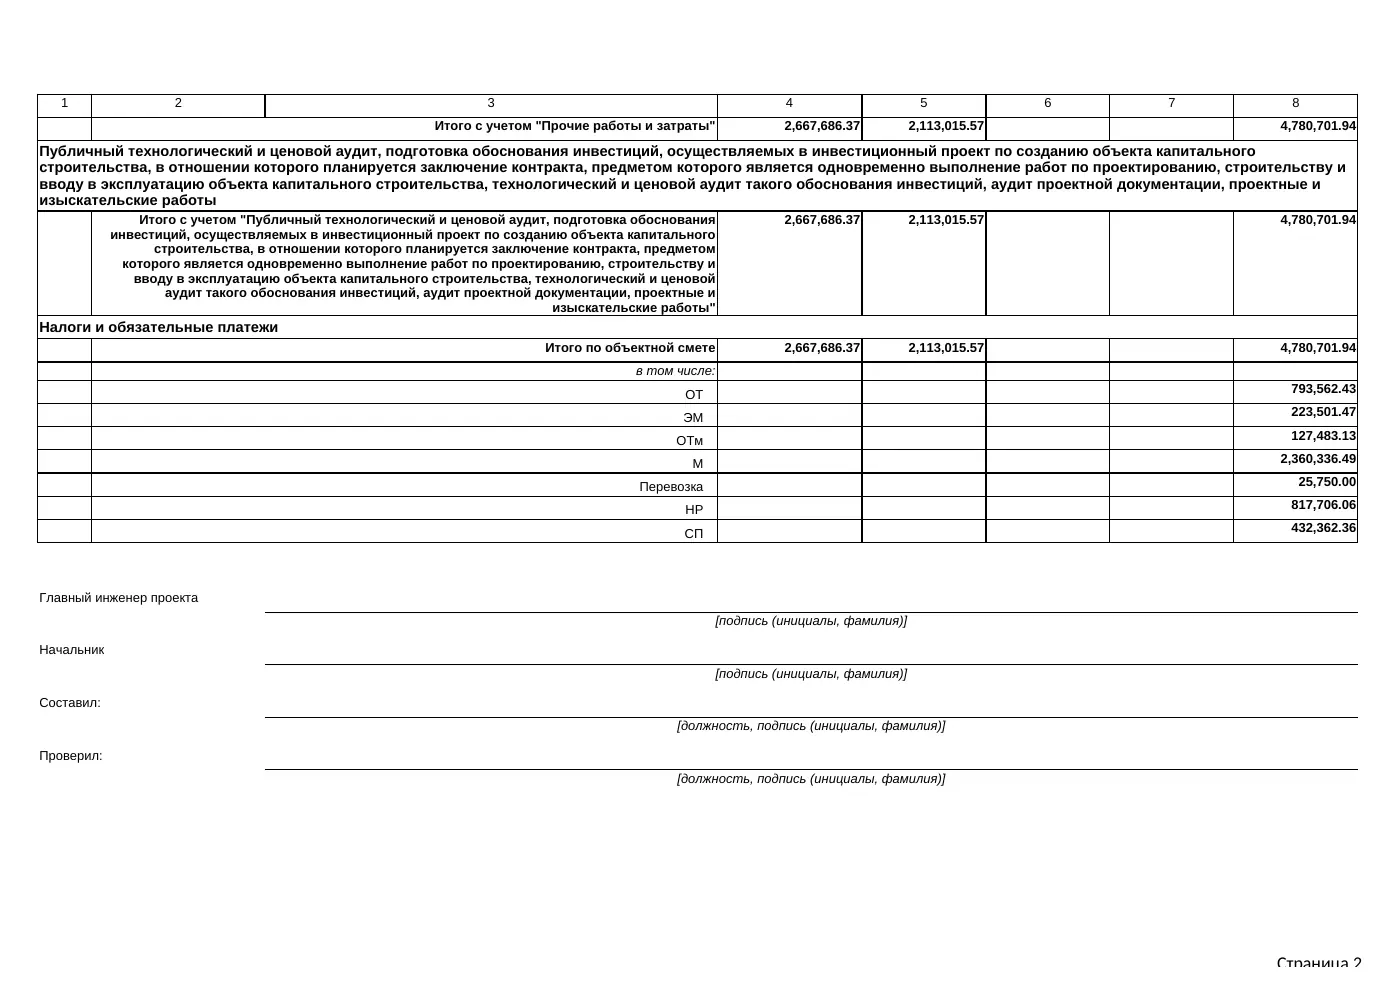 1 2 3 4 5 6 7 8
Итого с учетом "Прочие работы и затраты" 2,667,686.37 2,113,015.57 4,780,701.94
Публичный технологический и ценовой аудит, подготовка обоснования инвестиций, осуществляемых в инвестиционный проект по созданию объекта капитального
строительства, в отношении которого планируется заключение контракта, предметом которого является одновременно выполнение работ по проектированию, строительству и
вводу в эксплуатацию объекта капитального строительства, технологический и ценовой аудит такого обоснования инвестиций, аудит проектной документации, проектные и
изыскательские работы
Итого с учетом "Публичный технологический и ценовой аудит, подготовка обоснования 2,667,686.37 2,113,015.57 4,780,701.94
инвестиций, осуществляемых в инвестиционный проект по созданию объекта капитального
строительства, в отношении которого планируется заключение контракта, предметом
которого является одновременно выполнение работ по проектированию, строительству и
вводу в эксплуатацию объекта капитального строительства, технологический и ценовой
аудит такого обоснования инвестиций, аудит проектной документации, проектные и
изыскательские работы"
Налоги и обязательные платежи
Итого по объектной смете 2,667,686.37 2,113,015.57 4,780,701.94
в том числе:
ОТ 793,562.43
ЭМ 223,501.47
ОТм 127,483.13
М 2,360,336.49
Перевозка 25,750.00
НР 817,706.06
СП 432,362.36
Главный инженер проекта
[подпись (инициалы, фамилия)]
Начальник
[подпись (инициалы, фамилия)]
Составил:
[должность, подпись (инициалы, фамилия)]
Проверил:
[должность, подпись (инициалы, фамилия)]
Страница 2